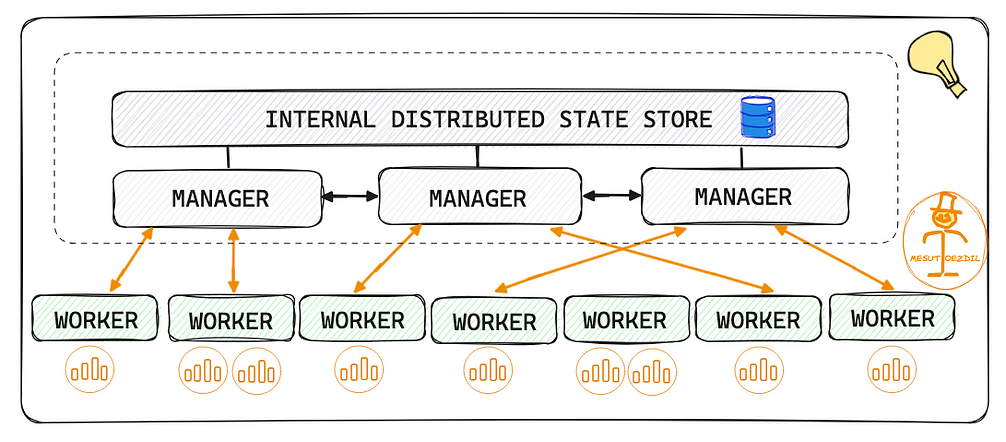 INTERNAL DISTRIBUTED STATE STORE
MANAGER
MANAGER
MANAGER
MESUT OEZDIL
WORKER
WORKER
WORKER
WORKER
WORKER
WORKER
WORKER